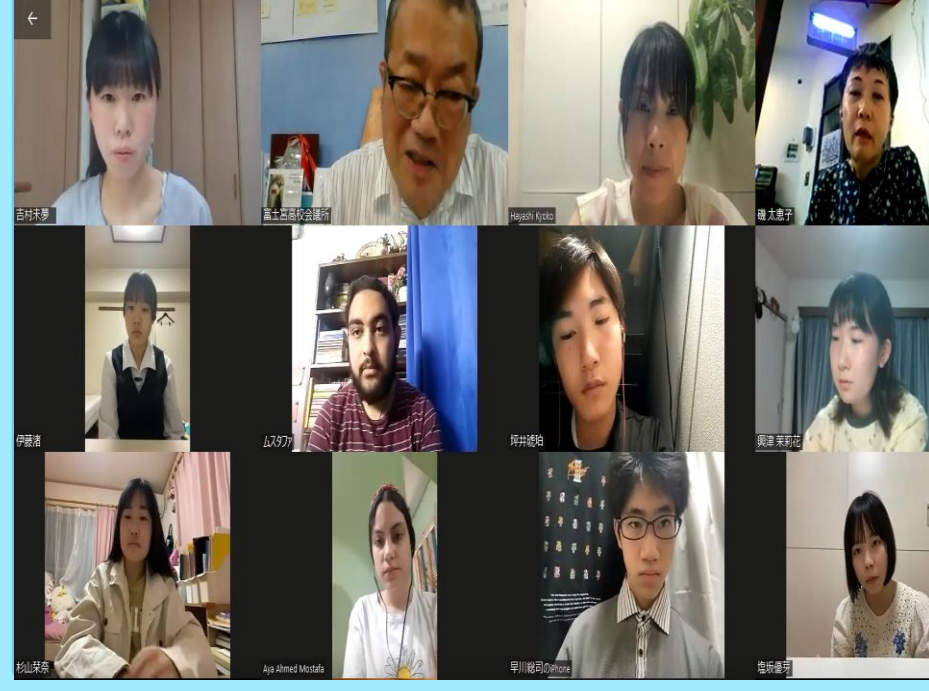 吉村未夢
富士宮高校会議所
Hayashi Kyoko
磯 太恵子
伊藤渚
ムスタファ
坪井琥珀
興津 茉莉花
杉山栞奈
Aya Ahmed Mostafa
早川総司のiPhone
塩坂優芽